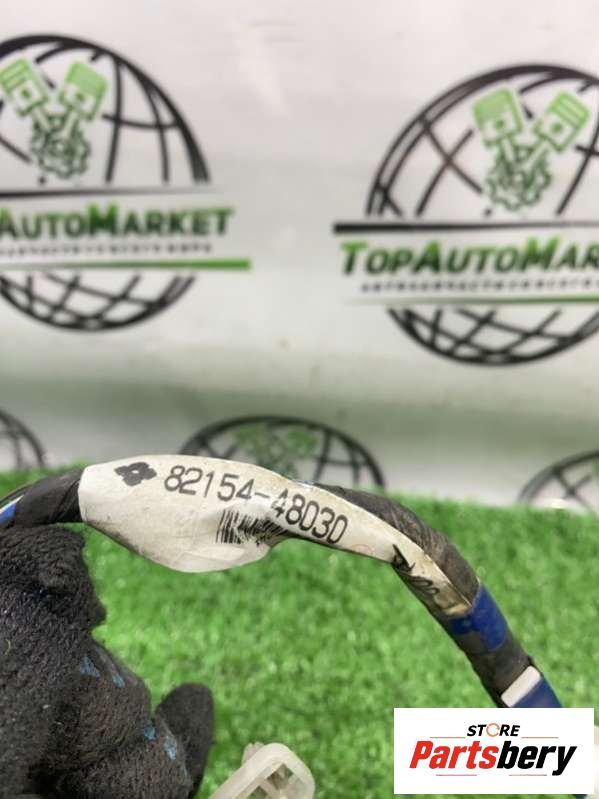 AUTOMARKET
TOPAUTOMAR
82154-48030
STORE
Partsbery